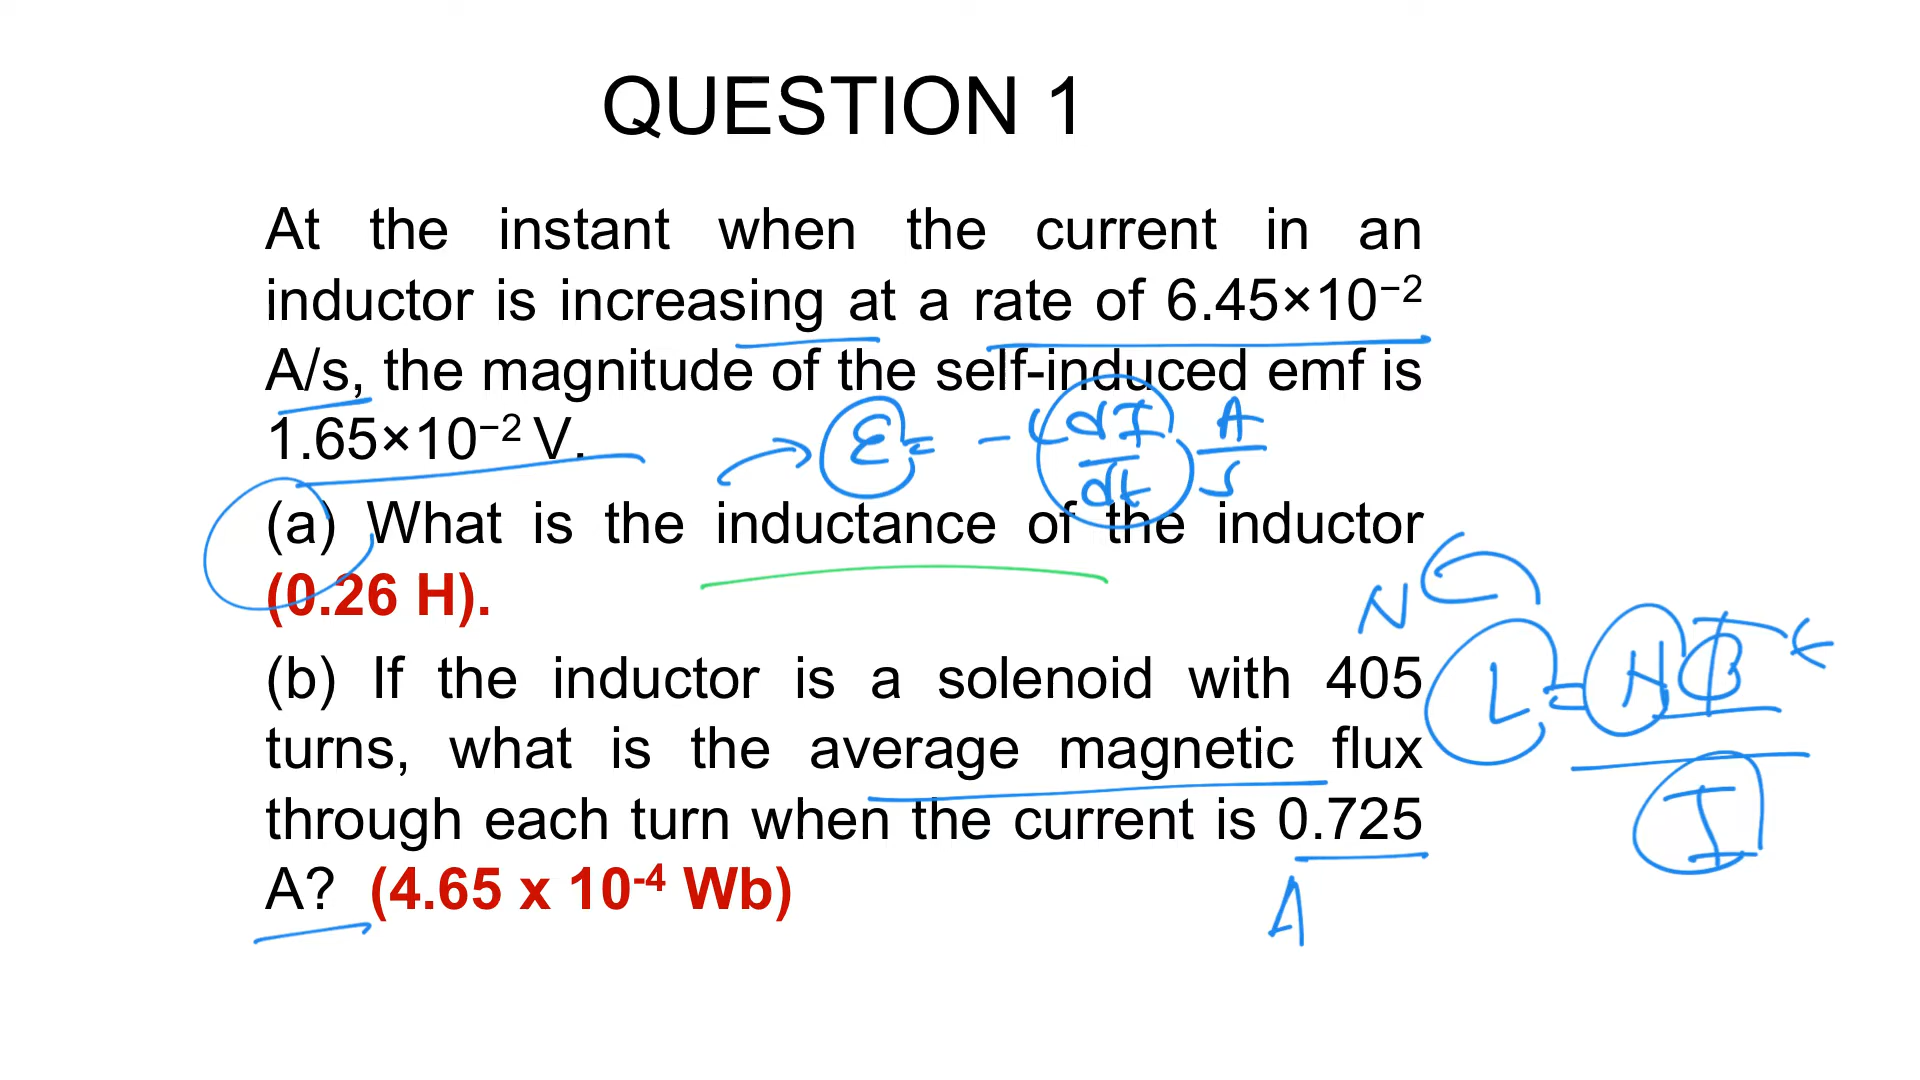 QUESTION 1
At the instant when the current in an
inductor is increasing at a rate of 6.45×10⁻²
A/s, the magnitude of the self-induced emf is
1.65×10⁻² V.
ℰ = - L dI/dt A/s
(a) What is the inductance of the inductor
(0.26 H).
N
L = NΦ_B / I
(b) If the inductor is a solenoid with 405
turns, what is the average magnetic flux
through each turn when the current is 0.725
A? (4.65 x 10⁻⁴ Wb)
A